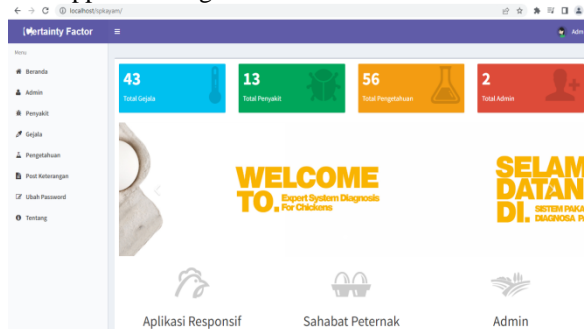 localhost/spkayam/
Certainty Factor
Adm
Menu
Beranda
Admin
Penyakit
Gejala
Pengetahuan
Post Keterangan
Ubah Password
Tentang
43
Total Gejala
13
Total Penyakit
56
Total Pengetahuan
2
Total Admin
WELCOME
TO. Expert System Diagnosis
For Chickens
SELAM
DATAN
DI. SISTEM PAKA
DIAGNOSA P
Aplikasi Responsif
Sahabat Peternak
Admin